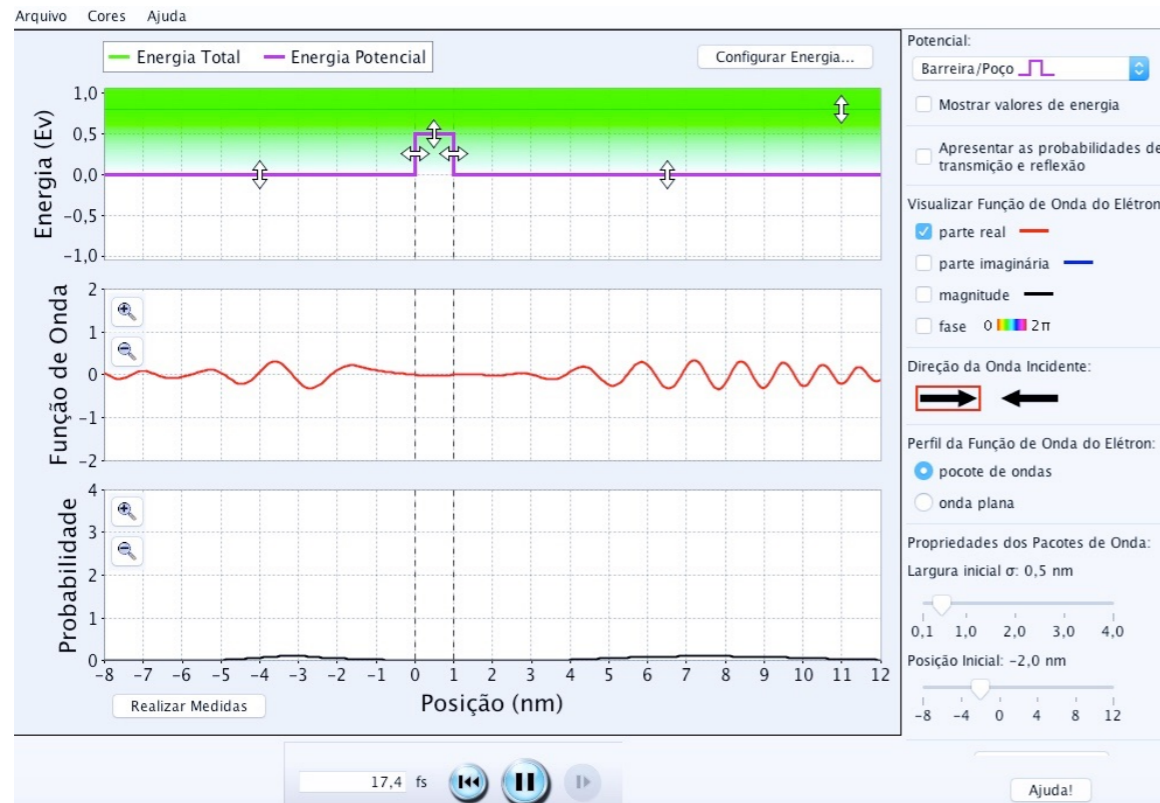 Arquivo Cores Ajuda
Energia Total Energia Potencial
Configurar Energia...
Energia (Ev)
1,0
0,5
0,0
−0,5
−1,0
Função de Onda
2
1
0
−1
−2
Probabilidade
4
3
2
1
0
-8 -7 -6 -5 -4 -3 -2 -1 0 1 2 3 4 5 6 7 8 9 10 11 12
Posição (nm)
Realizar Medidas
17,4 fs
Potencial:
Barreira/Poço
Mostrar valores de energia
Apresentar as probabilidades de
transmição e reflexão
Visualizar Função de Onda do Elétron
parte real
parte imaginária
magnitude
fase 0 2π
Direção da Onda Incidente:
Perfil da Função de Onda do Elétron:
pocote de ondas
onda plana
Propriedades dos Pacotes de Onda:
Largura inicial σ: 0,5 nm
0,1 1,0 2,0 3,0 4,0
Posição Inicial: −2,0 nm
-8 -4 0 4 8 12
Ajuda!